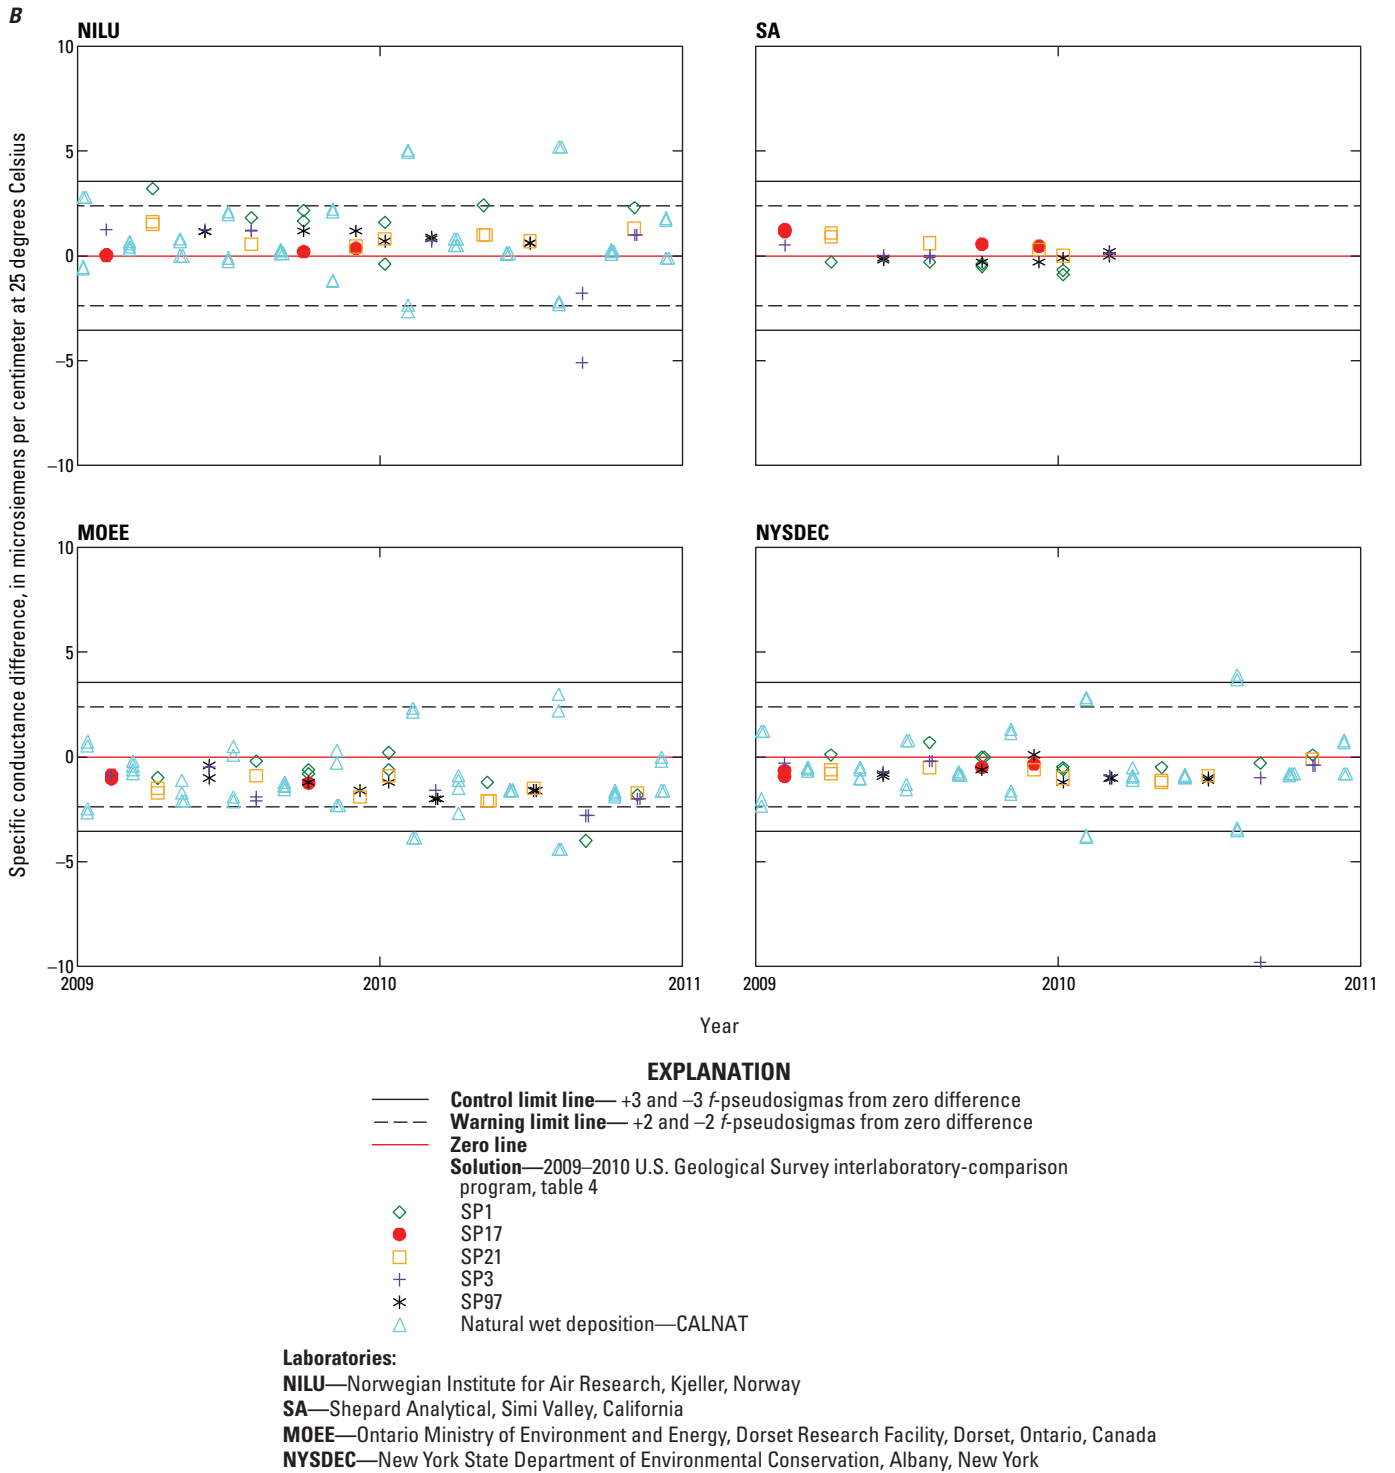 B
NILU
SA
10
5
0
–5
–10
MOEE
NYSDEC
10
5
0
–5
–10
2009
2010
2011
2009
2010
2011
Specific conductance difference, in microsiemens per centimeter at 25 degrees Celsius
Year
EXPLANATION
Control limit line— +3 and –3 f-pseudosigmas from zero difference
Warning limit line— +2 and –2 f-pseudosigmas from zero difference
Zero line
Solution—2009–2010 U.S. Geological Survey interlaboratory-comparison
program, table 4
SP1
SP17
SP21
SP3
SP97
Natural wet deposition—CALNAT
Laboratories:
NILU—Norwegian Institute for Air Research, Kjeller, Norway
SA—Shepard Analytical, Simi Valley, California
MOEE—Ontario Ministry of Environment and Energy, Dorset Research Facility, Dorset, Ontario, Canada
NYSDEC—New York State Department of Environmental Conservation, Albany, New York